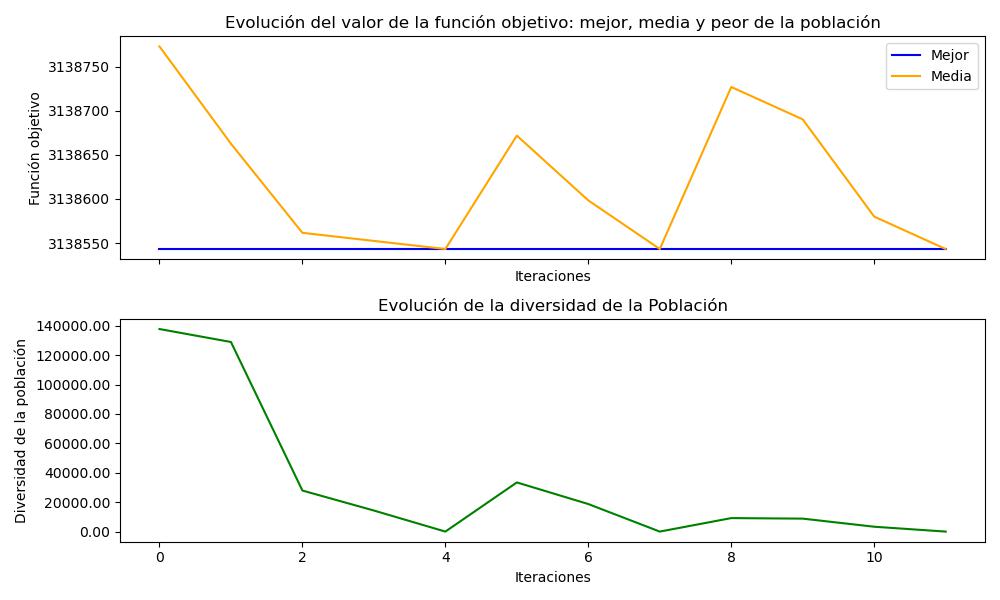 Evolución del valor de la función objetivo: mejor, media y peor de la población
Función objetivo
3138750
3138700
3138650
3138600
3138550
Mejor
Media
Iteraciones
Evolución de la diversidad de la Población
Diversidad de la población
140000.00
120000.00
100000.00
80000.00
60000.00
40000.00
20000.00
0.00
0 2 4 6 8 10
Iteraciones